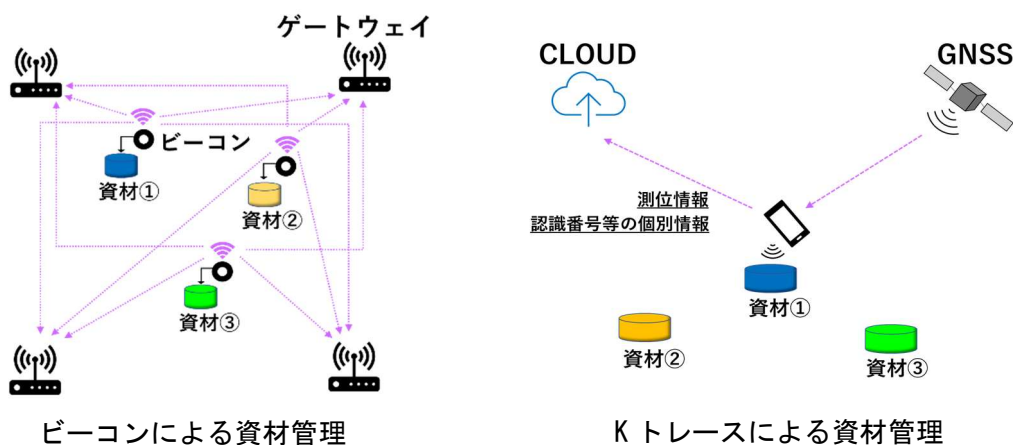 ゲートウェイ
ビーコン
資材①
資材②
資材③
ビーコンによる資材管理
CLOUD
GNSS
測位情報
認識番号等の個別情報
資材①
資材②
資材③
Kトレースによる資材管理